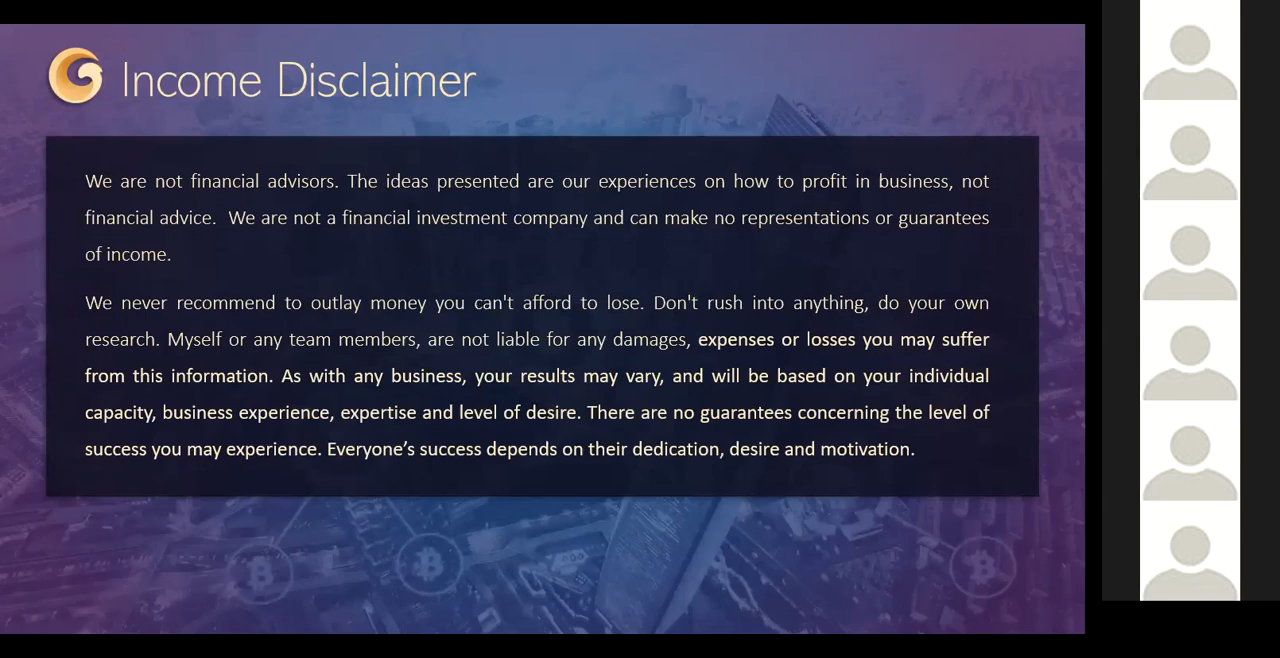 Income Disclaimer
We are not financial advisors. The ideas presented are our experiences on how to profit in business, not
financial advice.  We are not a financial investment company and can make no representations or guarantees
of income.
We never recommend to outlay money you can't afford to lose. Don't rush into anything, do your own
research. Myself or any team members, are not liable for any damages, expenses or losses you may suffer
from this information. As with any business, your results may vary, and will be based on your individual
capacity, business experience, expertise and level of desire. There are no guarantees concerning the level of
success you may experience. Everyone’s success depends on their dedication, desire and motivation.